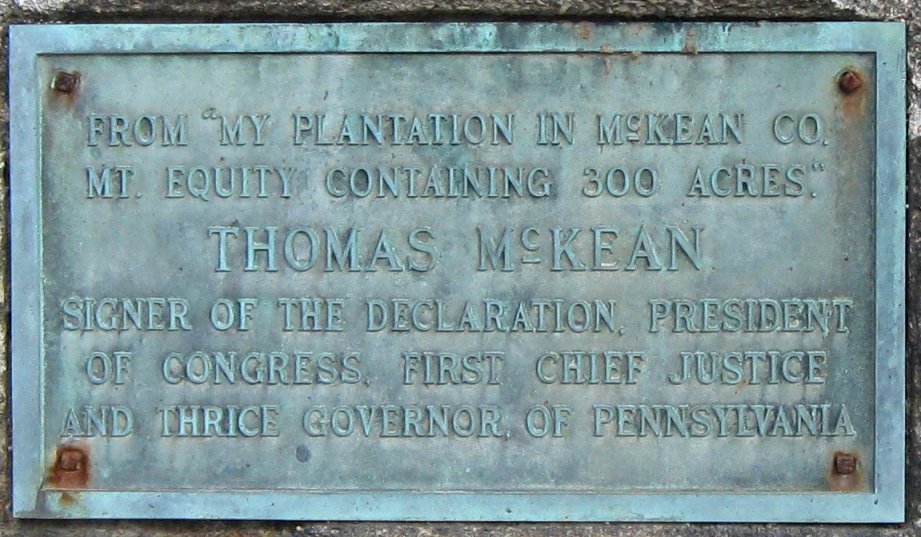 FROM "MY PLANTATION IN McKEAN CO.
MT. EQUITY CONTAINING 300 ACRES."
THOMAS McKEAN
SIGNER OF THE DECLARATION, PRESIDENT
OF CONGRESS, FIRST CHIEF JUSTICE
AND THRICE GOVERNOR, OF PENNSYLVANIA